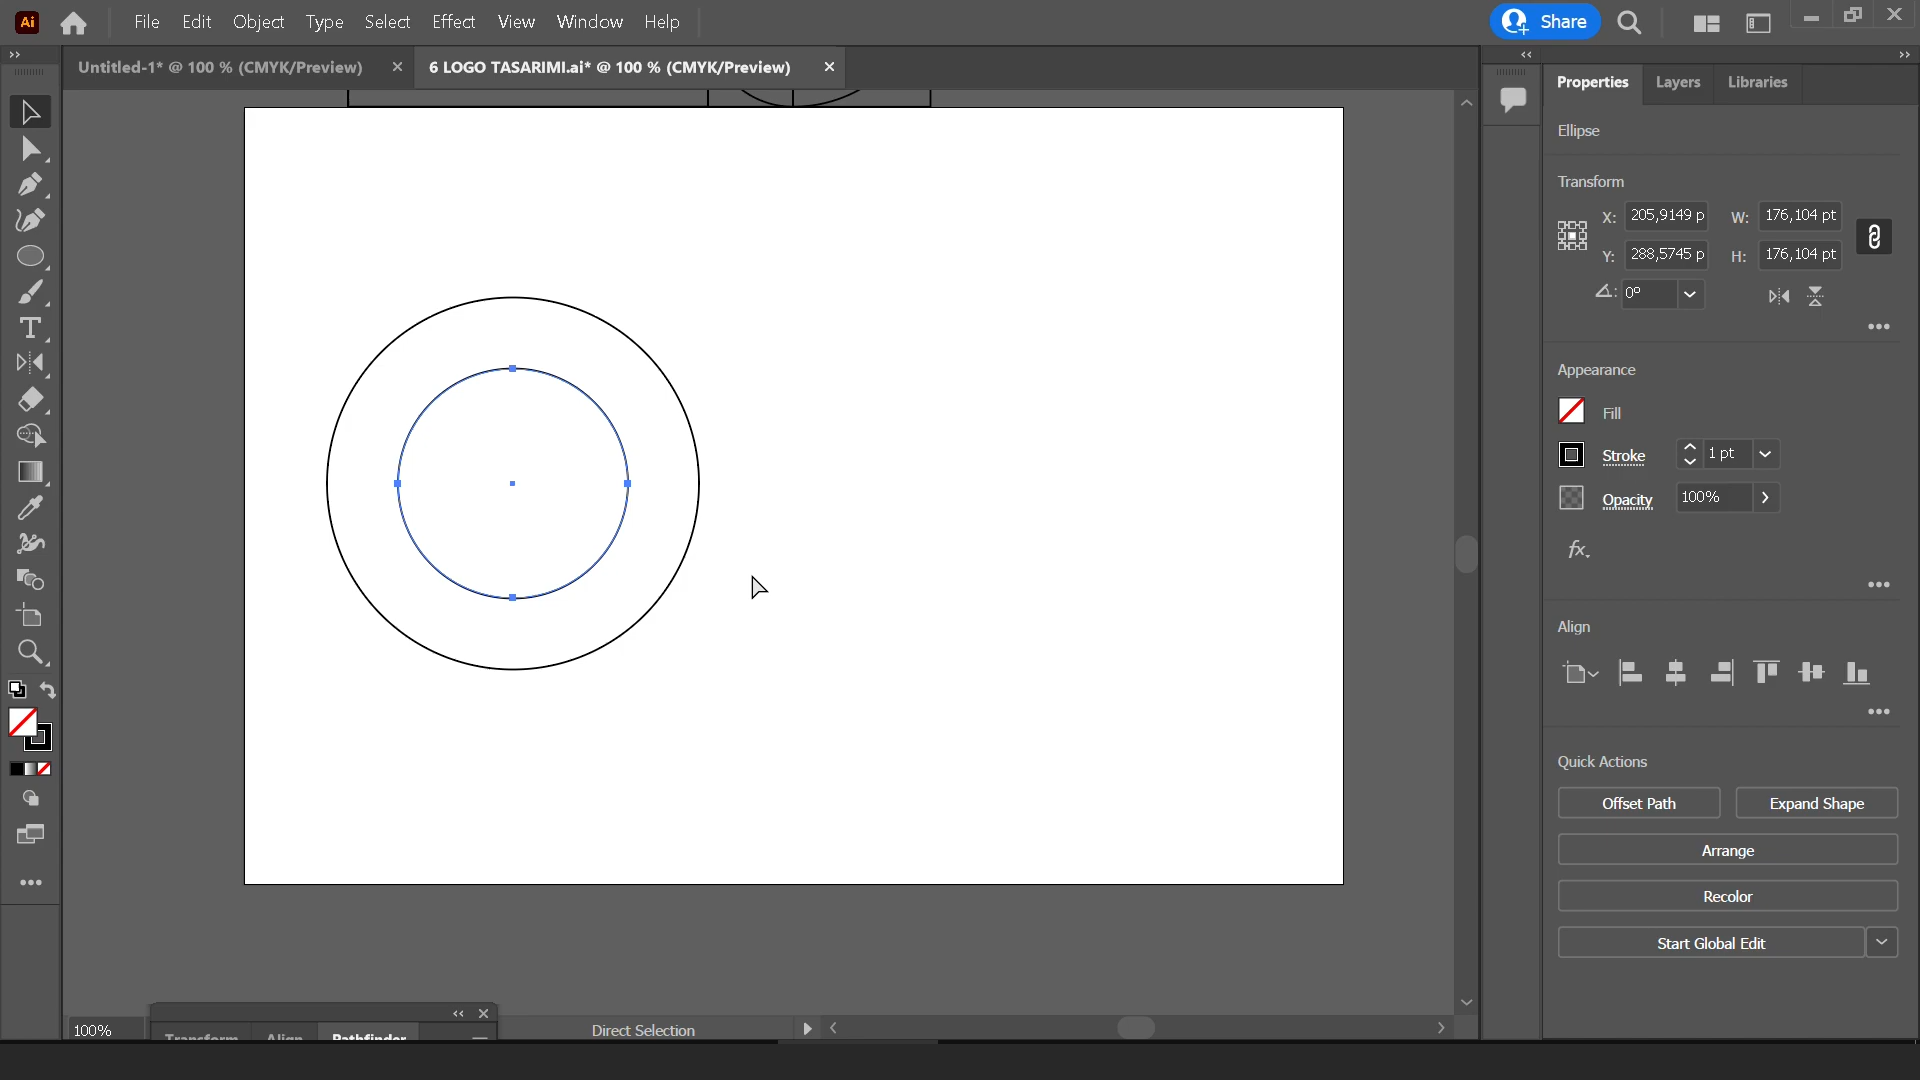 Ai File Edit Object Type Select Effect View Window Help Share
Untitled-1* @ 100 % (CMYK/Preview) 6 LOGO TASARIMI.ai* @ 100 % (CMYK/Preview)
Properties Layers Libraries
Ellipse
Transform
X: 205,9149 p W: 176,104 pt
Y: 288,5745 p H: 176,104 pt
0°
Appearance
Fill
Stroke 1 pt
Opacity 100%
fx.
Align
Quick Actions
Offset Path Expand Shape
Arrange
Recolor
Start Global Edit
100% Direct Selection
Transform Align Pathfinder